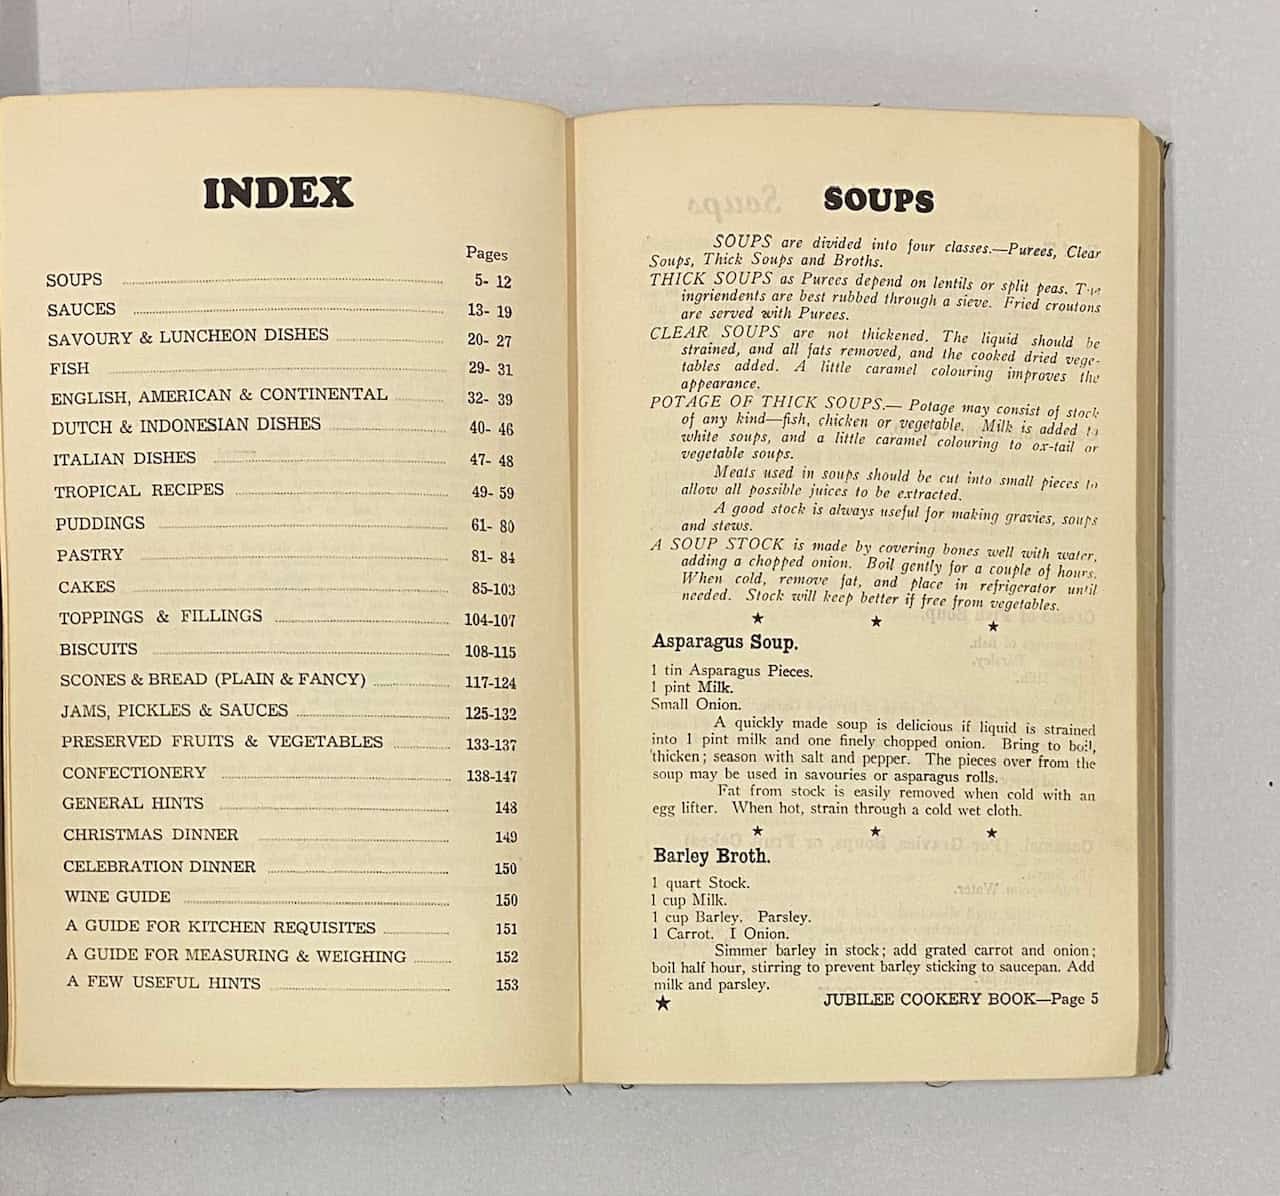 INDEX
Pages
SOUPS 5- 12
SAUCES 13- 19
SAVOURY & LUNCHEON DISHES 20- 27
FISH 29- 31
ENGLISH, AMERICAN & CONTINENTAL 32- 39
DUTCH & INDONESIAN DISHES 40- 46
ITALIAN DISHES 47- 48
TROPICAL RECIPES 49- 59
PUDDINGS 61- 80
PASTRY 81- 84
CAKES 85-103
TOPPINGS & FILLINGS 104-107
BISCUITS 108-115
SCONES & BREAD (PLAIN & FANCY) 117-124
JAMS, PICKLES & SAUCES 125-132
PRESERVED FRUITS & VEGETABLES 133-137
CONFECTIONERY 138-147
GENERAL HINTS 148
CHRISTMAS DINNER 149
CELEBRATION DINNER 150
WINE GUIDE 150
A GUIDE FOR KITCHEN REQUISITES 151
A GUIDE FOR MEASURING & WEIGHING 152
A FEW USEFUL HINTS 153
SOUPS
SOUPS are divided into four classes.—Purees, Clear
Soups, Thick Soups and Broths.
THICK SOUPS as Purees depend on lentils or split peas. The
ingriendents are best rubbed through a sieve. Fried croutons
are served with Purees.
CLEAR SOUPS are not thickened. The liquid should be
strained, and all fats removed, and the cooked dried vege-
tables added. A little caramel colouring improves the
appearance.
POTAGE OF THICK SOUPS.— Potage may consist of stock
of any kind—fish, chicken or vegetable. Milk is added to
white soups, and a little caramel colouring to ox-tail or
vegetable soups.
Meats used in soups should be cut into small pieces to
allow all possible juices to be extracted.
A good stock is always useful for making gravies, soups
and stews.
A SOUP STOCK is made by covering bones well with water,
adding a chopped onion. Boil gently for a couple of hours.
When cold, remove fat, and place in refrigerator until
needed. Stock will keep better if free from vegetables.
★ ★ ★
Asparagus Soup.
1 tin Asparagus Pieces.
1 pint Milk.
Small Onion.
A quickly made soup is delicious if liquid is strained
into 1 pint milk and one finely chopped onion. Bring to boil,
thicken; season with salt and pepper. The pieces over from the
soup may be used in savouries or asparagus rolls.
Fat from stock is easily removed when cold with an
egg lifter. When hot, strain through a cold wet cloth.
★ ★ ★
Barley Broth.
1 quart Stock.
1 cup Milk.
1 cup Barley. Parsley.
1 Carrot. I Onion.
Simmer barley in stock; add grated carrot and onion;
boil half hour, stirring to prevent barley sticking to saucepan. Add
milk and parsley.
★ JUBILEE COOKERY BOOK—Page 5